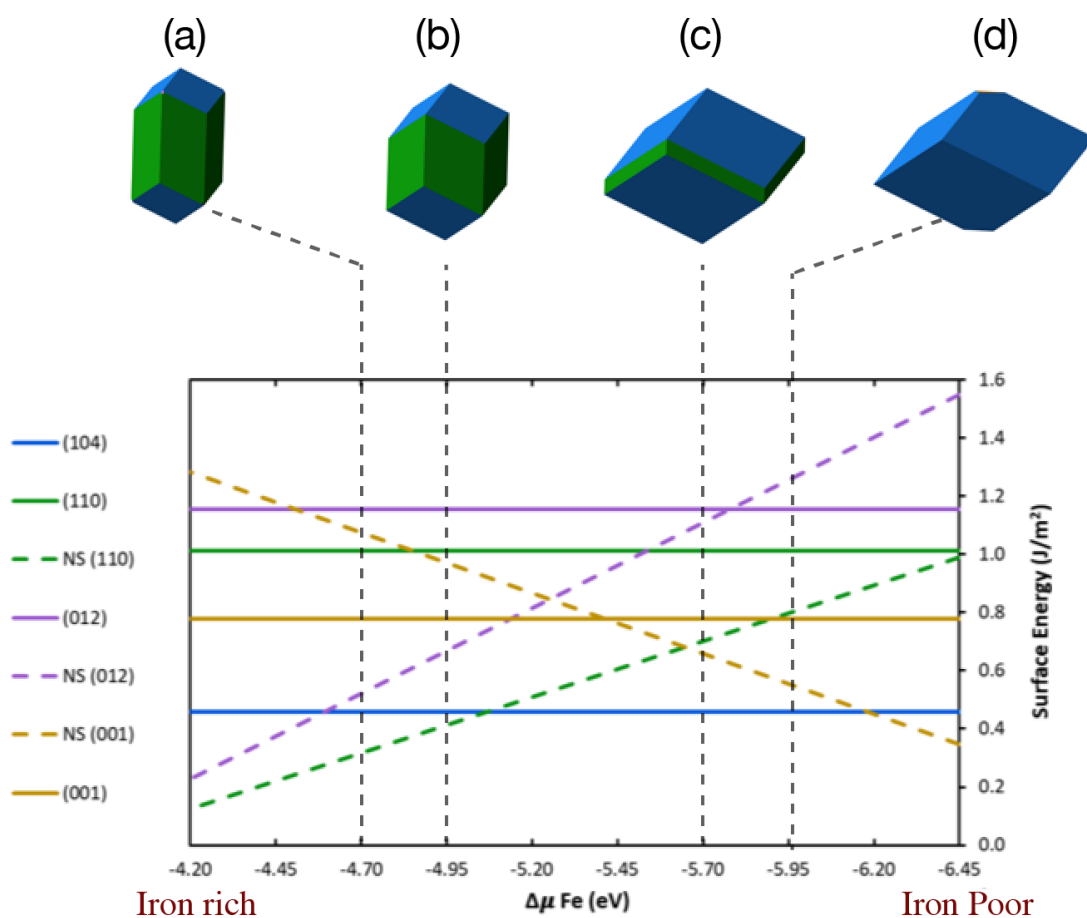 (a) (b) (c) (d)
(104)
(110)
NS (110)
(012)
NS (012)
NS (001)
(001)
1.6
1.4
1.2
1.0
0.8
0.6
0.4
0.2
0.0
Surface Energy (J/m²)
-4.20 -4.45 -4.70 -4.95 -5.20 -5.45 -5.70 -5.95 -6.20 -6.45
Iron rich Δμ Fe (eV) Iron Poor